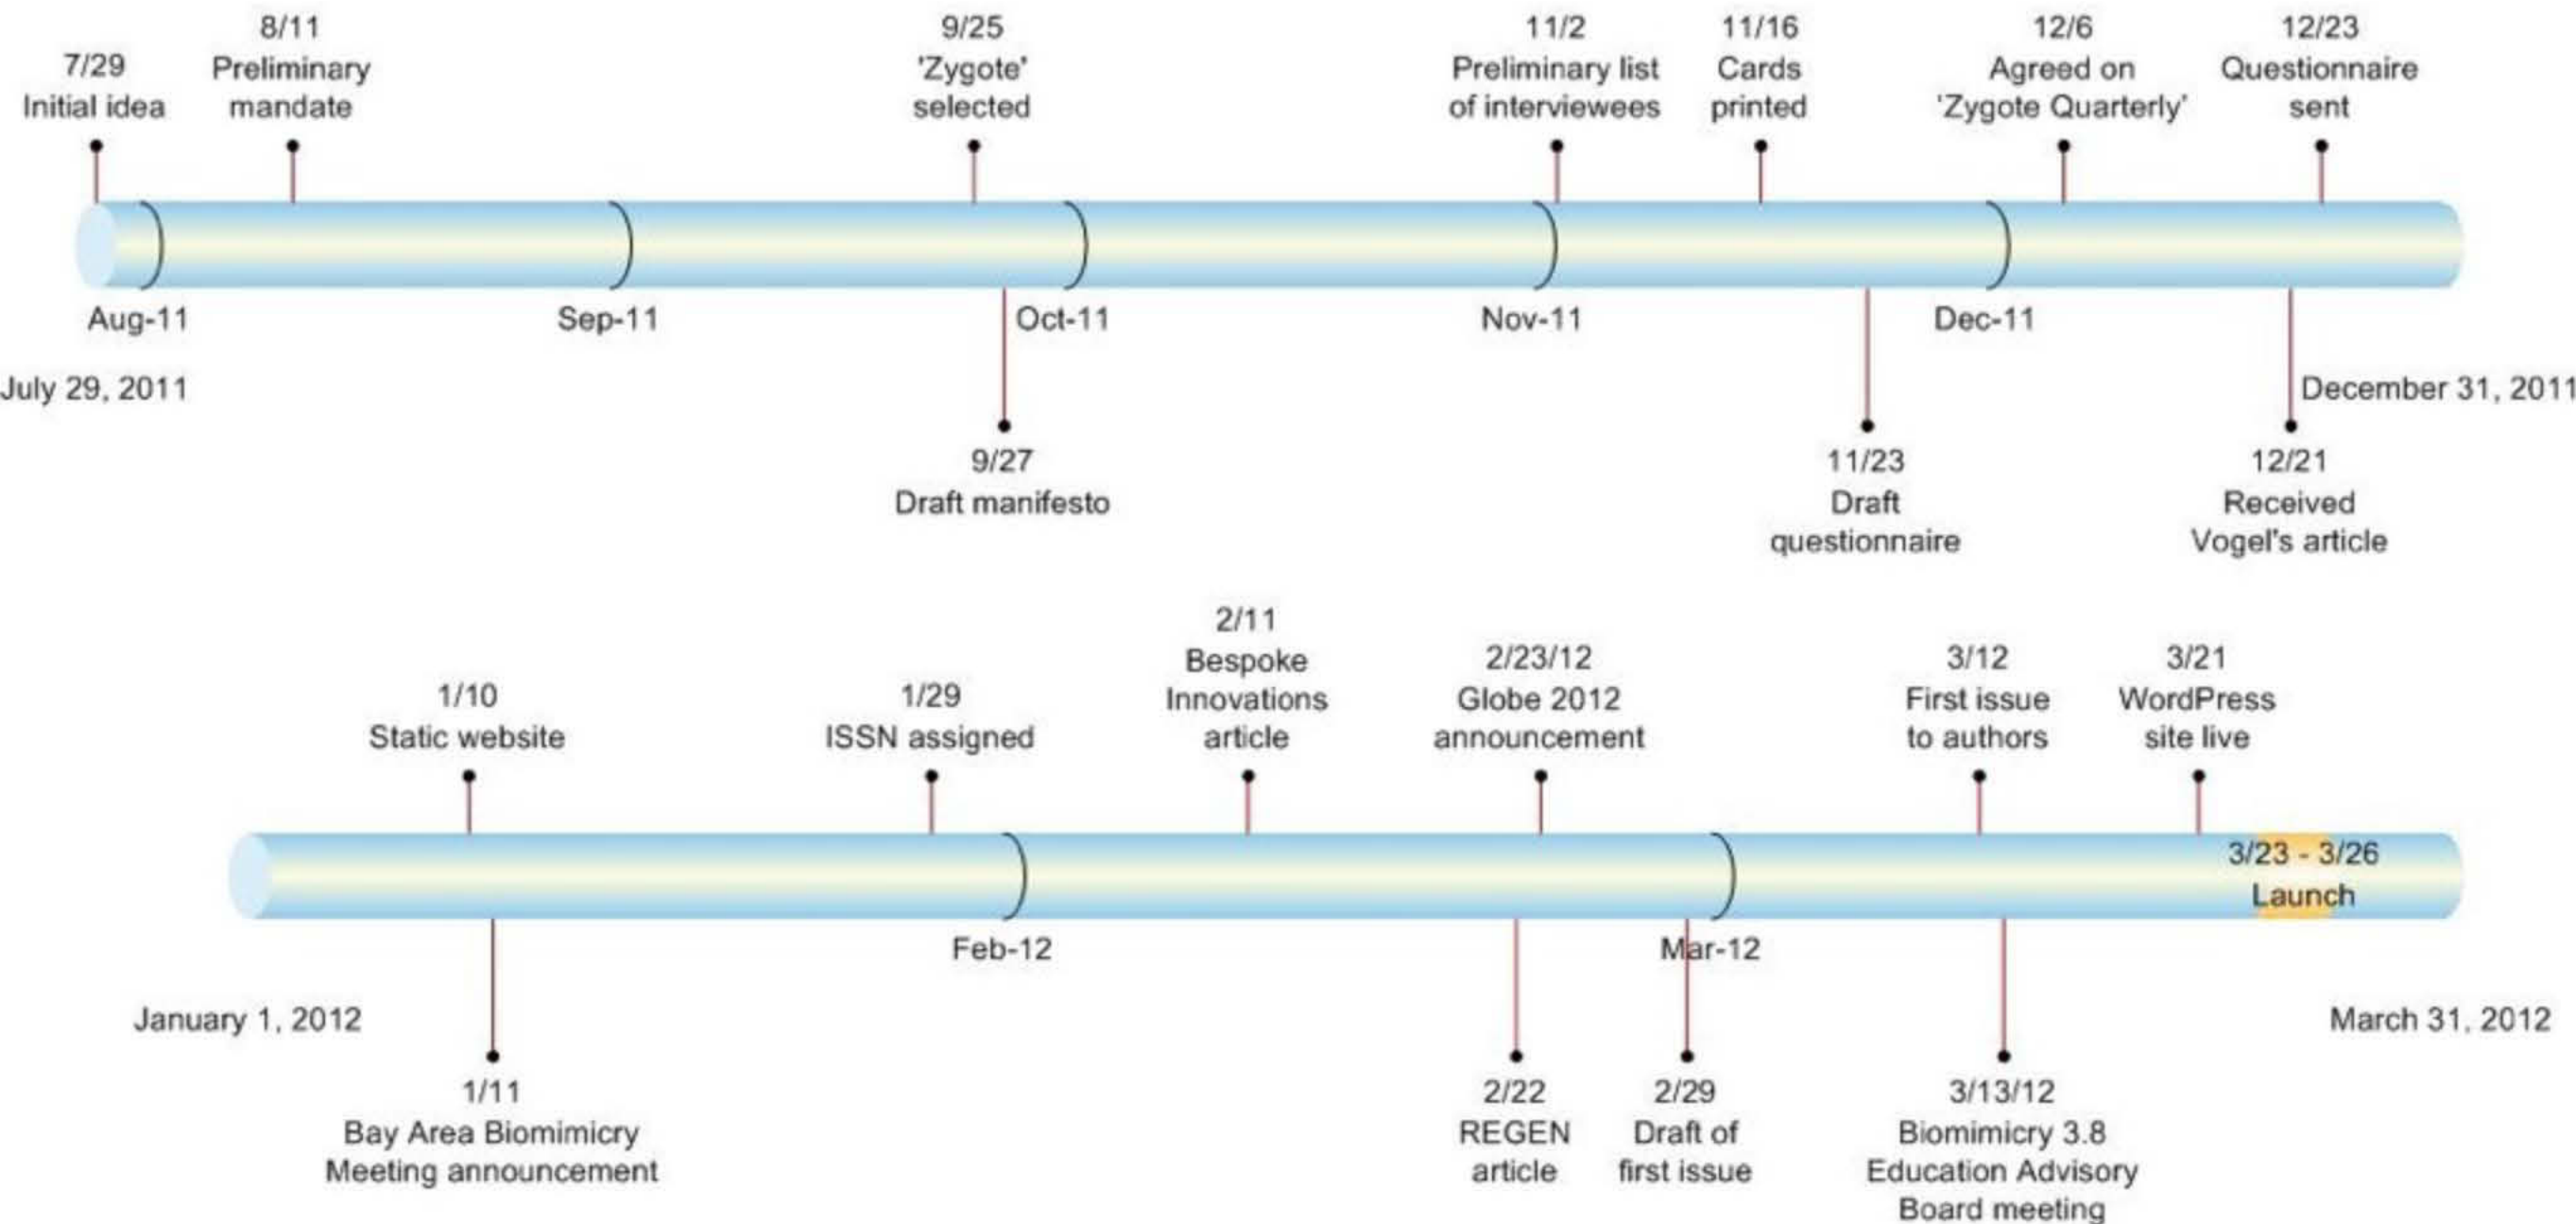 7/29
Initial idea
8/11
Preliminary
mandate
9/25
'Zygote'
selected
11/2
Preliminary list
of interviewees
11/16
Cards
printed
12/6
Agreed on
'Zygote Quarterly'
12/23
Questionnaire
sent
Aug-11
Sep-11
Oct-11
Nov-11
Dec-11
July 29, 2011
December 31, 2011
9/27
Draft manifesto
11/23
Draft
questionnaire
12/21
Received
Vogel's article
1/10
Static website
1/29
ISSN assigned
2/11
Bespoke
Innovations
article
2/23/12
Globe 2012
announcement
3/12
First issue
to authors
3/21
WordPress
site live
3/23 - 3/26
Launch
Feb-12
Mar-12
January 1, 2012
March 31, 2012
1/11
Bay Area Biomimicry
Meeting announcement
2/22
REGEN
article
2/29
Draft of
first issue
3/13/12
Biomimicry 3.8
Education Advisory
Board meeting